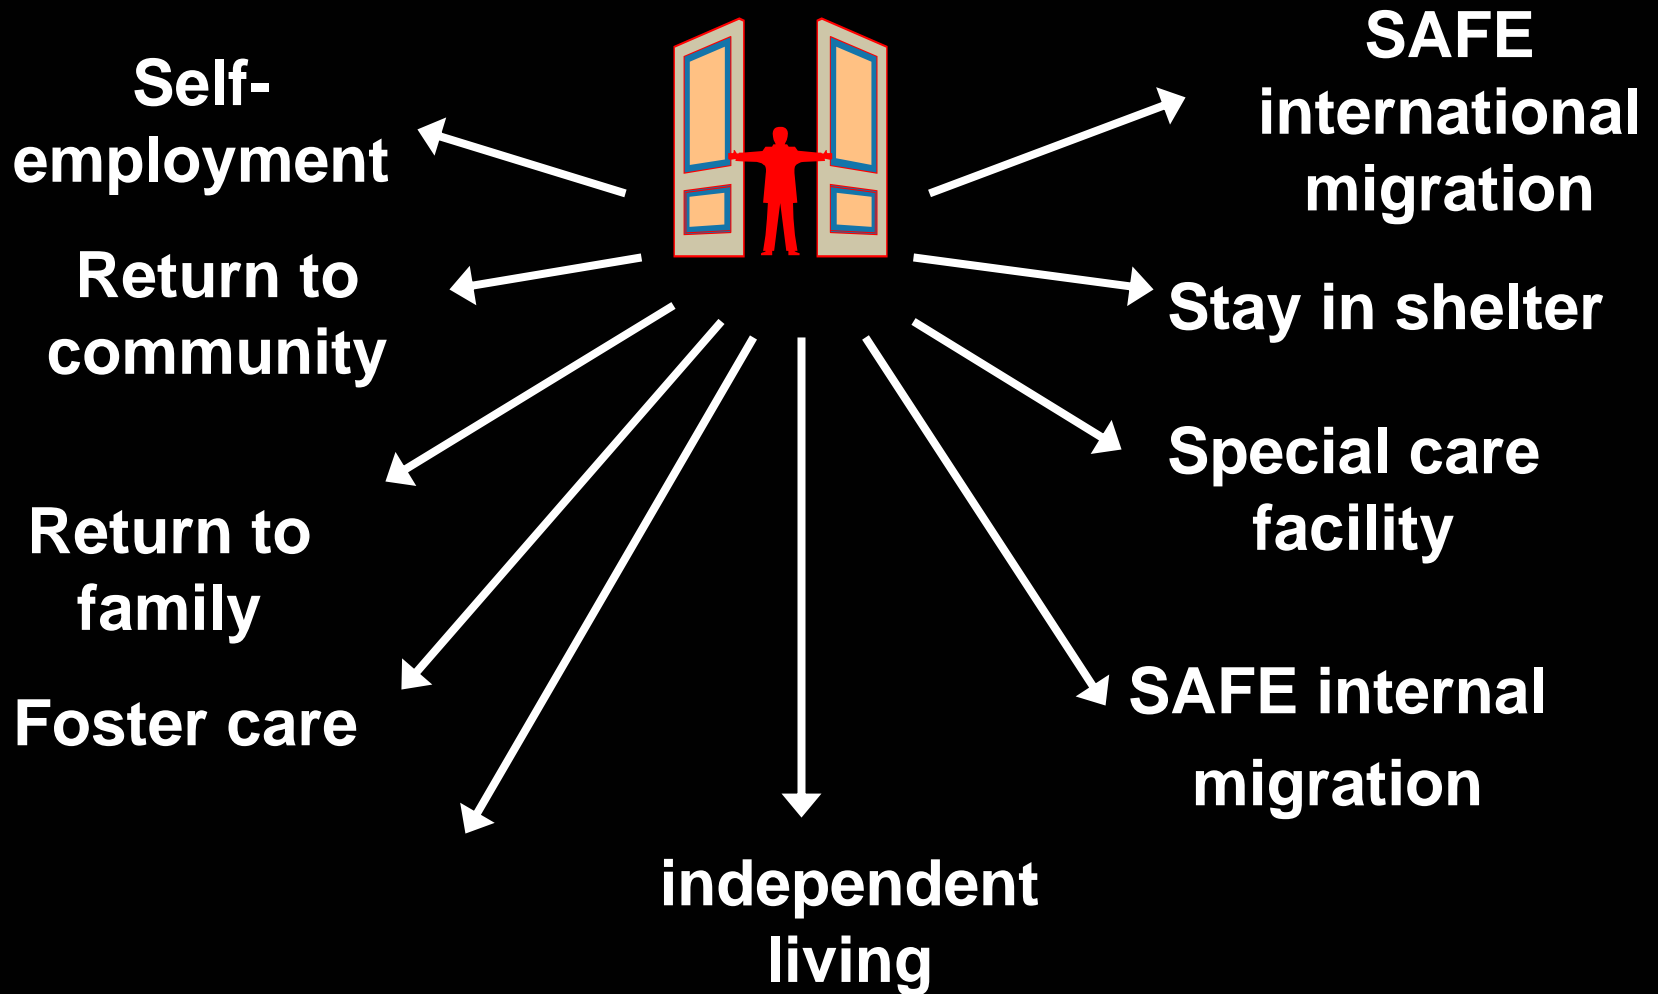 Self-
employment
Return to
community
Return to
family
Foster care
independent
living
SAFE
international
migration
Stay in shelter
Special care
facility
SAFE internal
migration